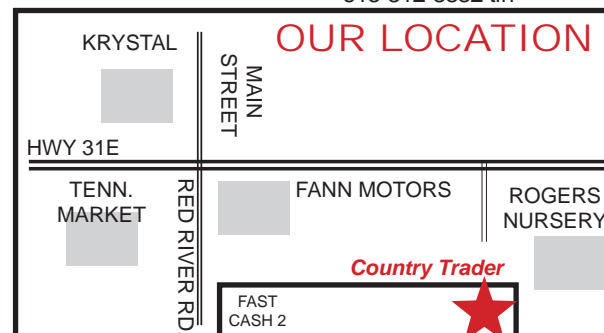 OUR LOCATION
KRYSTAL
MAIN
STREET
HWY 31E
TENN.
MARKET
RED RIVER RD.
FANN MOTORS
ROGERS
NURSERY
Country Trader
FAST
CASH 2